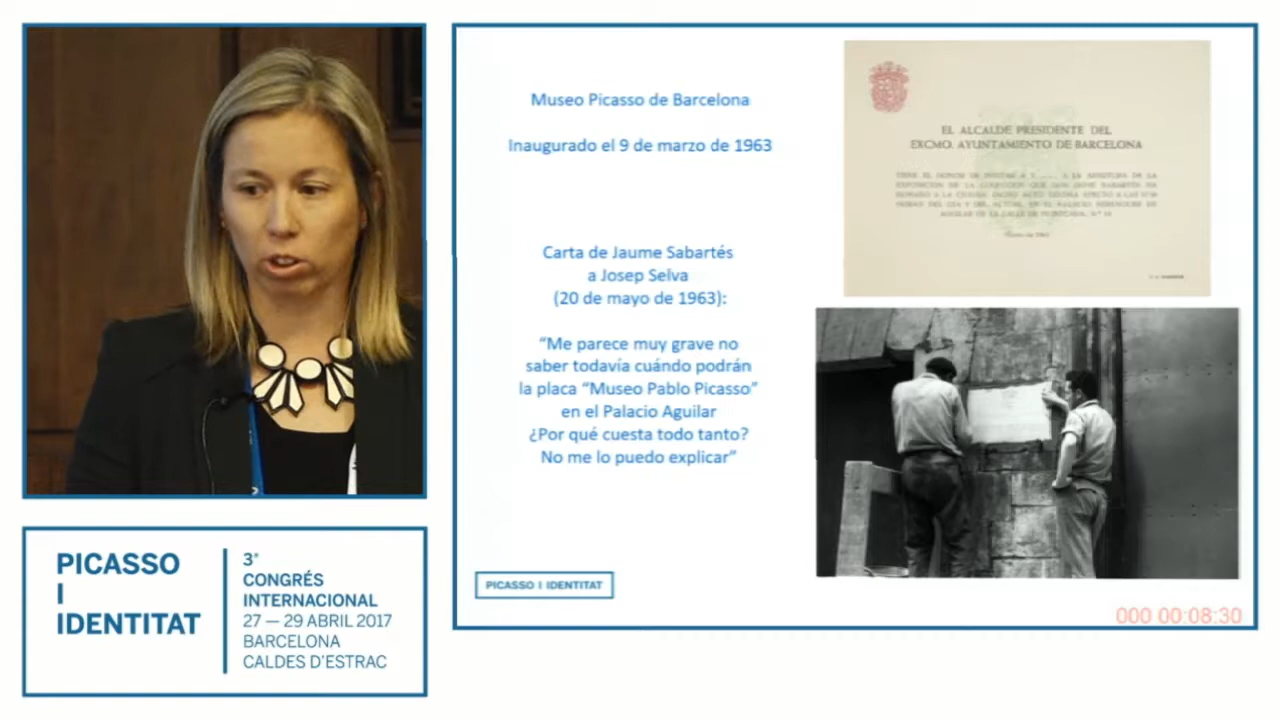 Museo Picasso de Barcelona
Inaugurado el 9 de marzo de 1963
Carta de Jaume Sabartés
a Josep Selva
(20 de mayo de 1963):
“Me parece muy grave no
saber todavía cuándo podrán
la placa “Museo Pablo Picasso”
en el Palacio Aguilar
¿Por qué cuesta todo tanto?
No me lo puedo explicar”
EL ALCALDE PRESIDENTE DEL
EXCMO. AYUNTAMIENTO DE BARCELONA
PICASSO I IDENTITAT
000 00:08:30
PICASSO
I
IDENTITAT
3ᵉʳ
CONGRÉS
INTERNACIONAL
27 — 29 ABRIL 2017
BARCELONA
CALDES D'ESTRAC